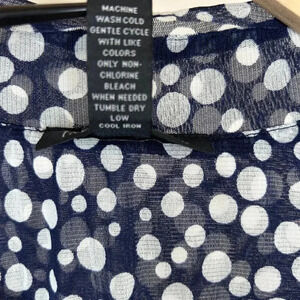 MACHINE
WASH COLD
GENTLE CYCLE
WITH LIKE
COLORS
ONLY NON-
CHLORINE
BLEACH
WHEN NEEDED
TUMBLE DRY
LOW
COOL IRON